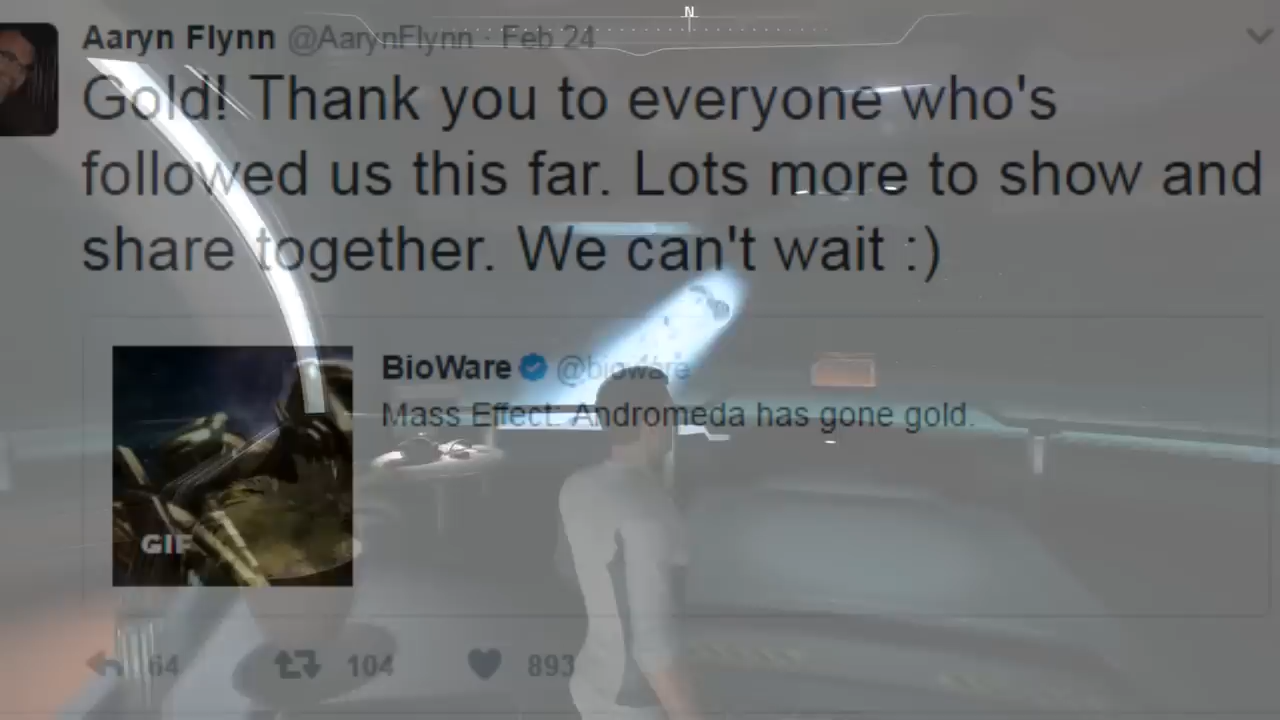 N
Aaryn Flynn @AarynFlynn · Feb 24
Gold! Thank you to everyone who's
followed us this far. Lots more to show and
share together. We can't wait :)
BioWare @bioware
Mass Effect: Andromeda has gone gold.
GIF
64 104 893